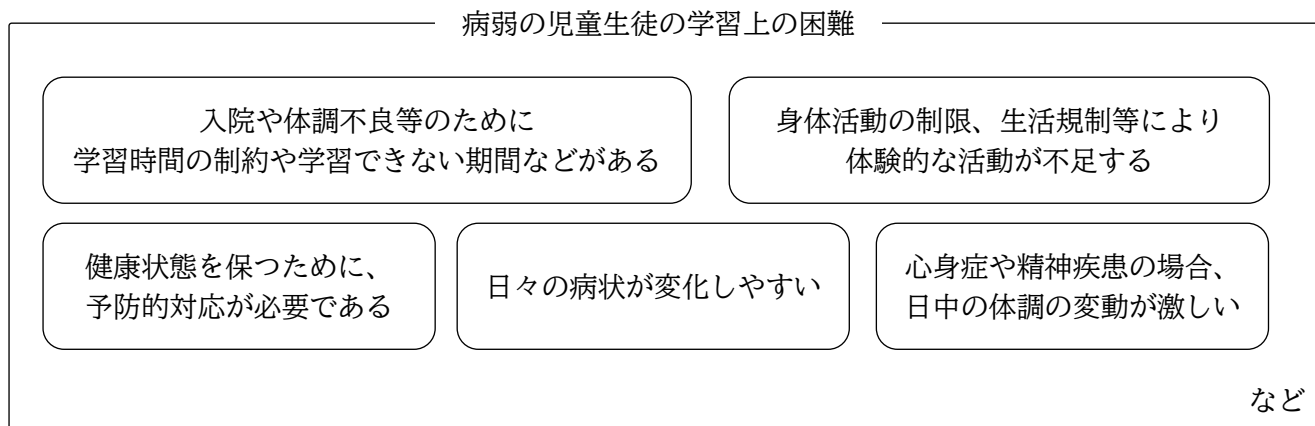 病弱の児童生徒の学習上の困難
入院や体調不良等のために
学習時間の制約や学習できない期間などがある
身体活動の制限、生活規制等により
体験的な活動が不足する
健康状態を保つために、
予防的対応が必要である
日々の病状が変化しやすい
心身症や精神疾患の場合、
日中の体調の変動が激しい
など